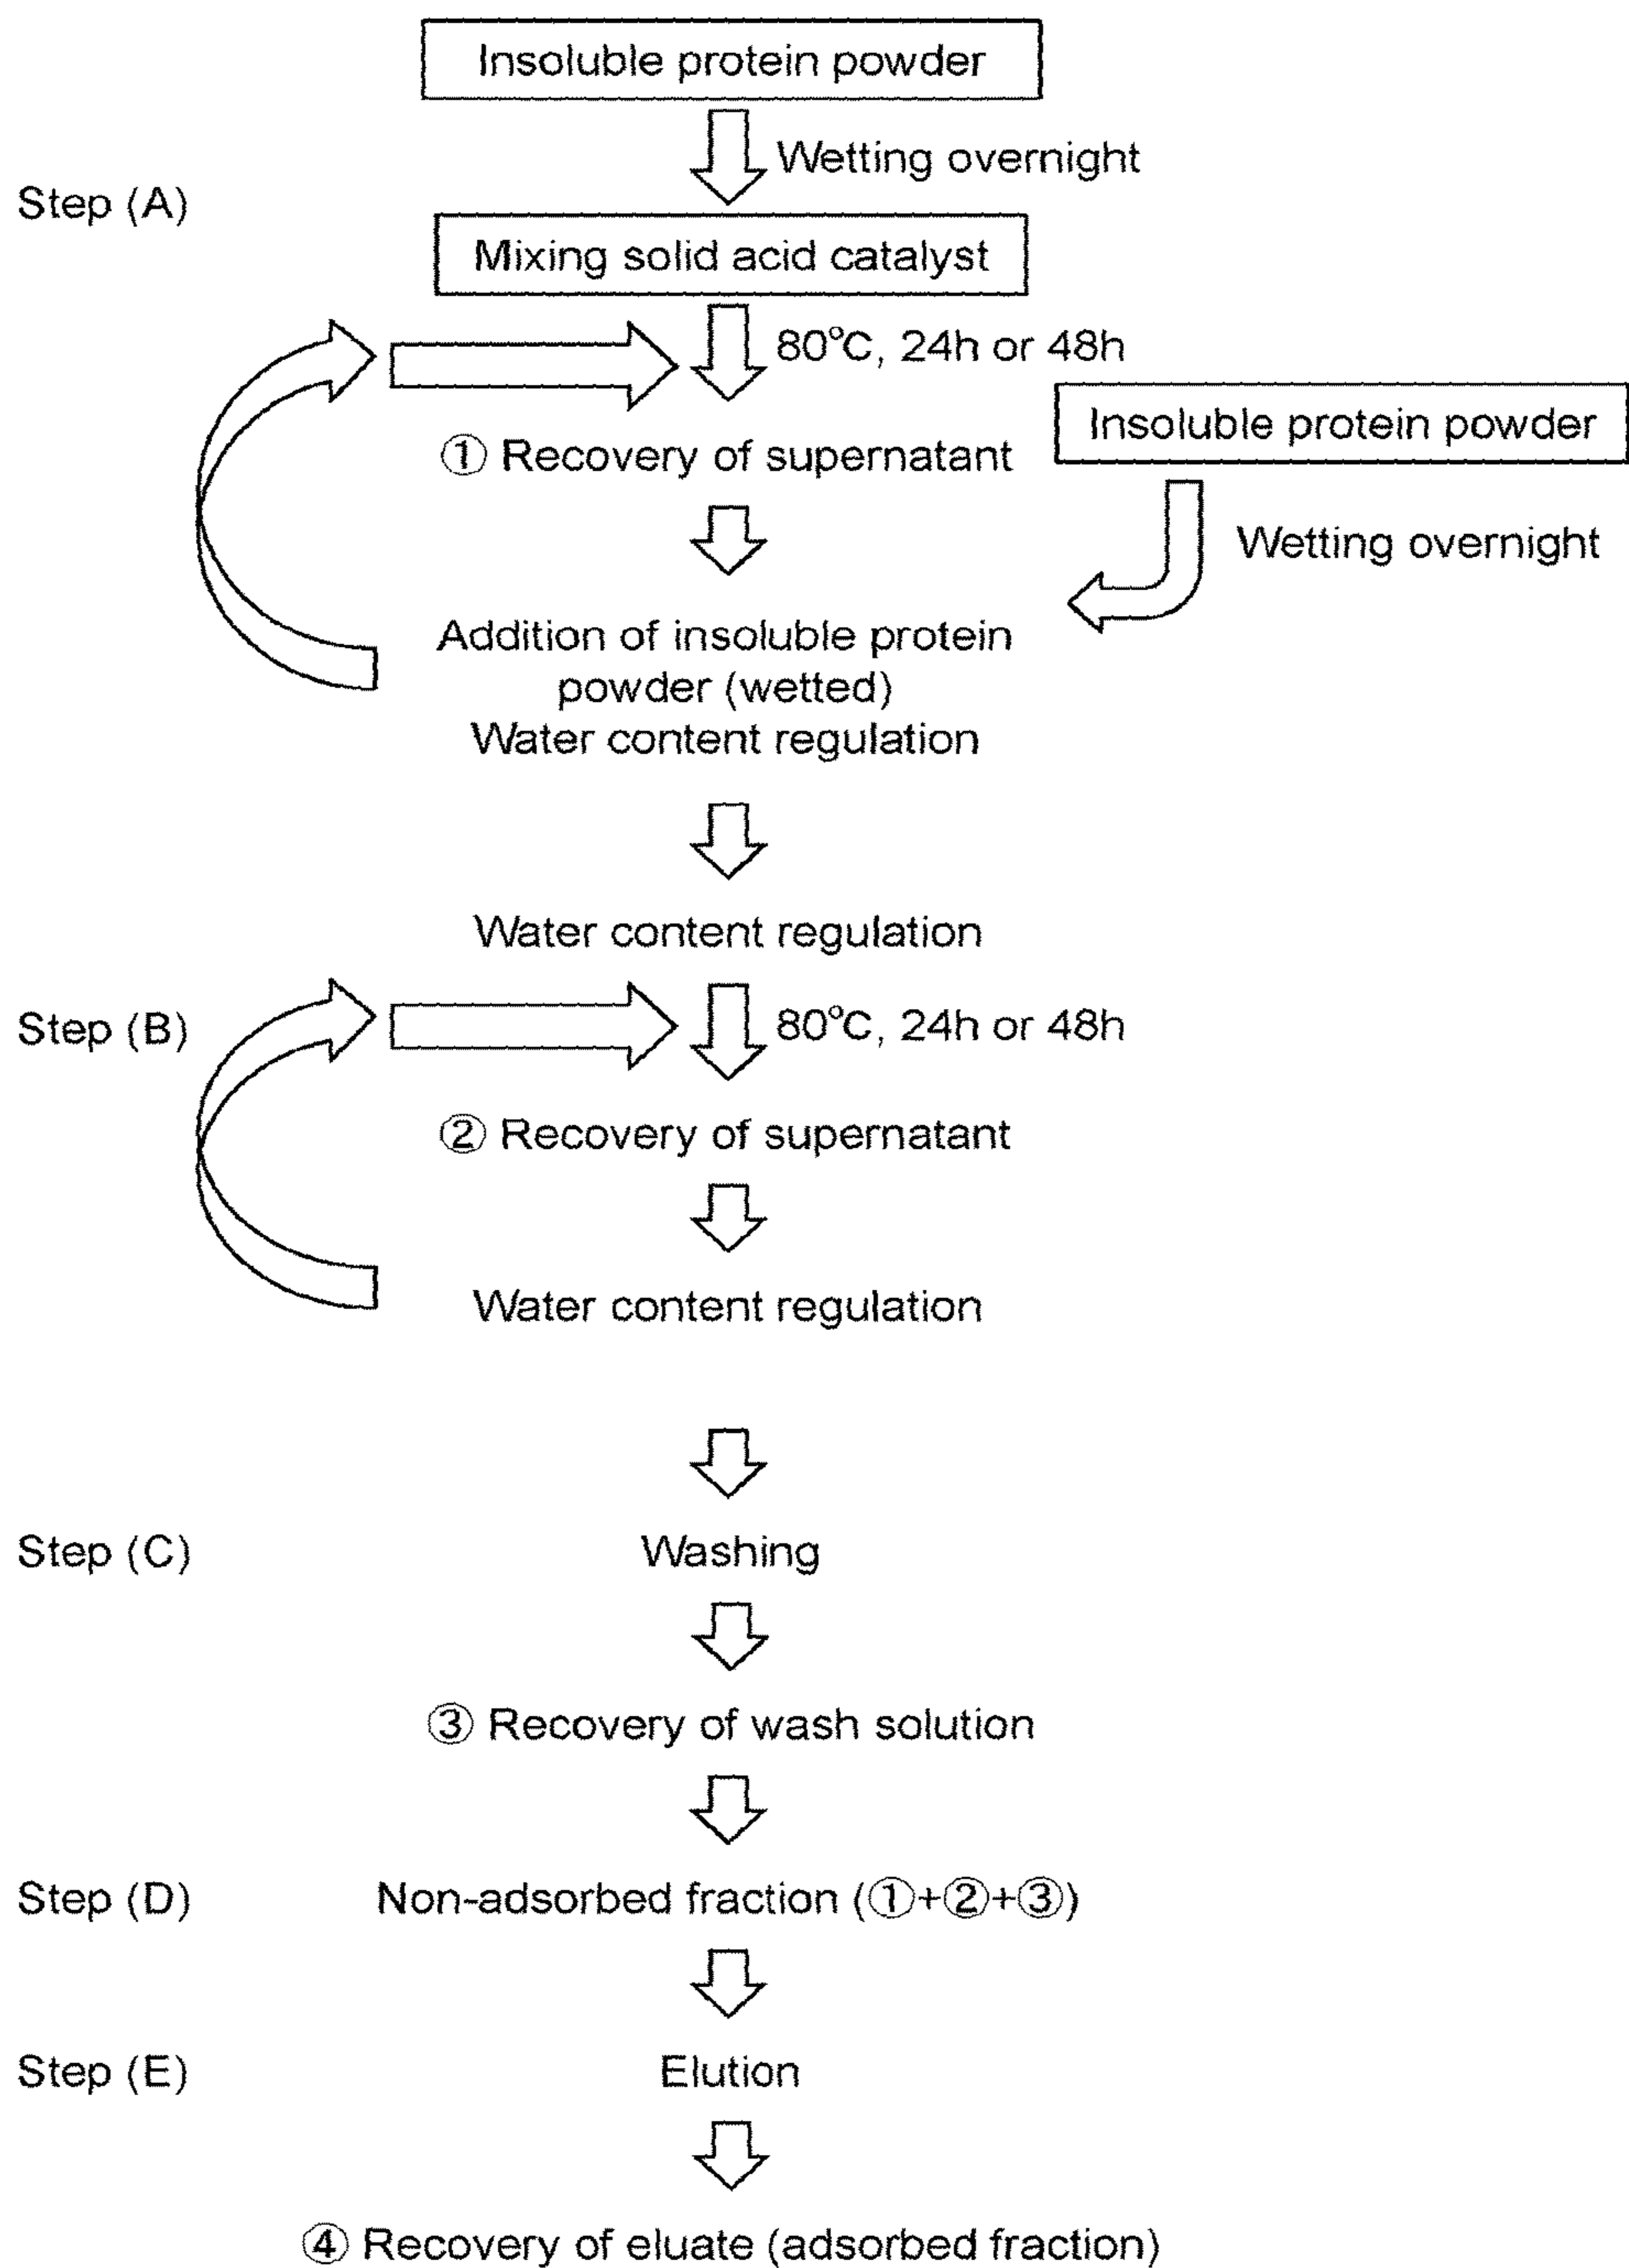 Insoluble protein powder
Wetting overnight
Step (A)
Mixing solid acid catalyst
80°C, 24h or 48h
Insoluble protein powder
① Recovery of supernatant
Wetting overnight
Addition of insoluble protein
powder (wetted)
Water content regulation
Water content regulation
Step (B)
80°C, 24h or 48h
② Recovery of supernatant
Water content regulation
Step (C)
Washing
③ Recovery of wash solution
Step (D)
Non-adsorbed fraction (①+②+③)
Step (E)
Elution
④ Recovery of eluate (adsorbed fraction)